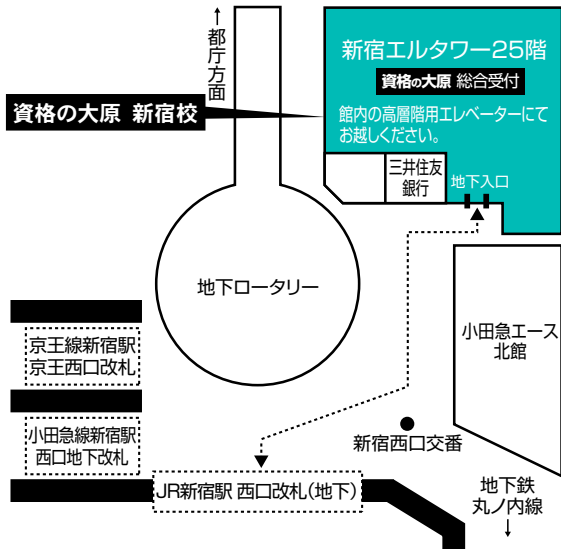 ↑
都庁方面
新宿エルタワー25階
資格の大原 総合受付
館内の高層階用エレベーターにて
お越しください。
資格の大原 新宿校
三井住友
銀行
地下入口
地下ロータリー
小田急エース
北館
京王線新宿駅
京王西口改札
小田急線新宿駅
西口地下改札
新宿西口交番
JR新宿駅 西口改札(地下)
地下鉄
丸ノ内線
↓